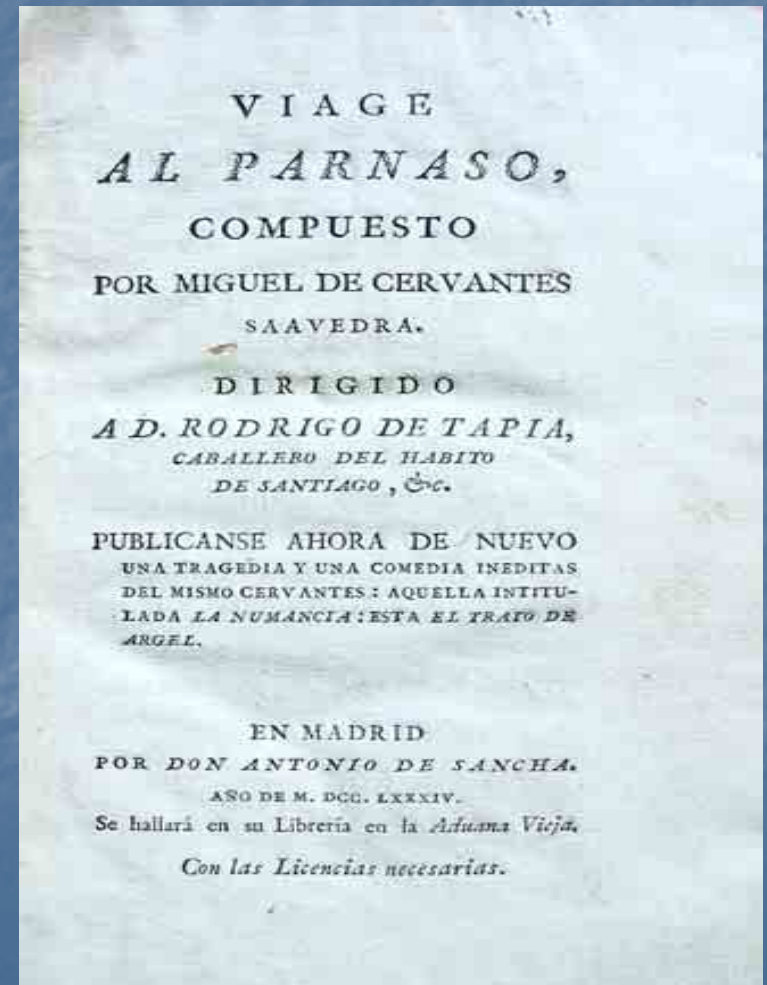 VIAGE
AL PARNASO,
COMPUESTO
POR MIGUEL DE CERVANTES
SAAVEDRA.
DIRIGIDO
A D. RODRIGO DE TAPIA,
CABALLERO DEL HABITO
DE SANTIAGO, &c.
PUBLICANSE AHORA DE NUEVO
UNA TRAGEDIA Y UNA COMEDIA INEDITAS
DEL MISMO CERVANTES: AQUELLA INTITU-
LADA LA NUMANCIA: ESTA EL TRATO DE
ARGEL.
EN MADRID
POR DON ANTONIO DE SANCHA.
AÑO DE M. DCC. LXXXIV.
Se hallará en su Librería en la Aduana Vieja.
Con las Licencias necesarias.